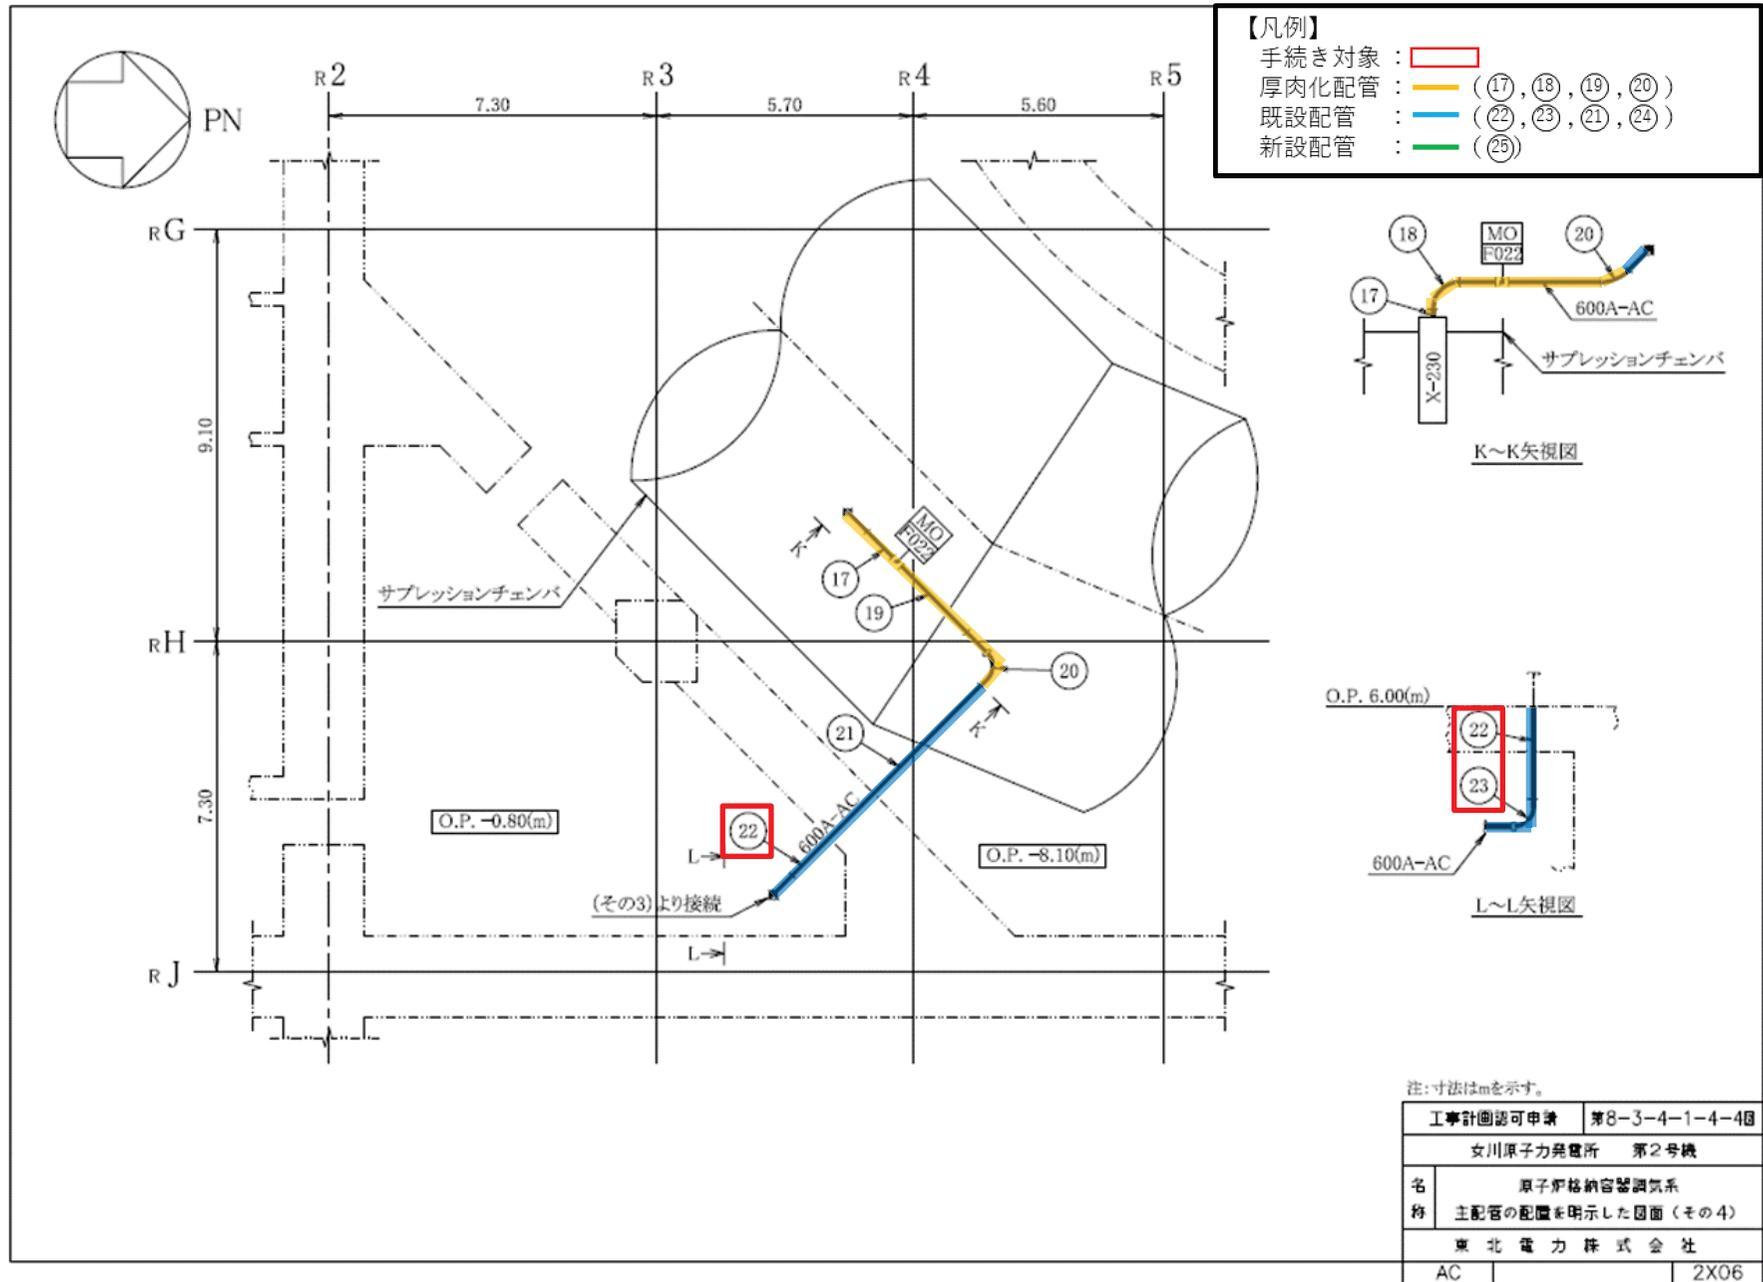 【凡例】
手続き対象 :
厚肉化配管 : (⑰,⑱,⑲,⑳)
既設配管 : (㉒,㉓,㉑,㉔)
新設配管 : (㉕)
PN
R2
R3
R4
R5
7.30
5.70
5.60
RG
RH
RJ
9.10
7.30
サプレッションチェンバ
MO
F022
K
K
⑰
⑲
⑳
㉑
㉒
600A-AC
O.P. -0.80(m)
O.P. -8.10(m)
L
L
(その3)より接続
⑱
MO
F022
⑳
⑰
600A-AC
サプレッションチェンバ
X-230
K～K矢視図
O.P. 6.00(m)
㉒
㉓
600A-AC
L～L矢視図
注:寸法はmを示す。
工事計画認可申請 第8-3-4-1-4-4図
女川原子力発電所 第2号機
名称 原子炉格納容器調気系
主配管の配置を明示した図面(その4)
東北電力株式会社
AC 2X06